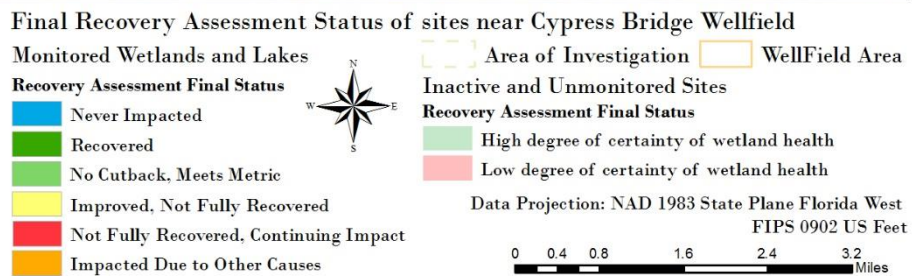 Final Recovery Assessment Status of sites near Cypress Bridge Wellfield
Monitored Wetlands and Lakes
Recovery Assessment Final Status
Never Impacted
Recovered
No Cutback, Meets Metric
Improved, Not Fully Recovered
Not Fully Recovered, Continuing Impact
Impacted Due to Other Causes
N
W
E
S
Area of Investigation
WellField Area
Inactive and Unmonitored Sites
Recovery Assessment Final Status
High degree of certainty of wetland health
Low degree of certainty of wetland health
Data Projection: NAD 1983 State Plane Florida West
FIPS 0902 US Feet
0 0.4 0.8 1.6 2.4 3.2
Miles